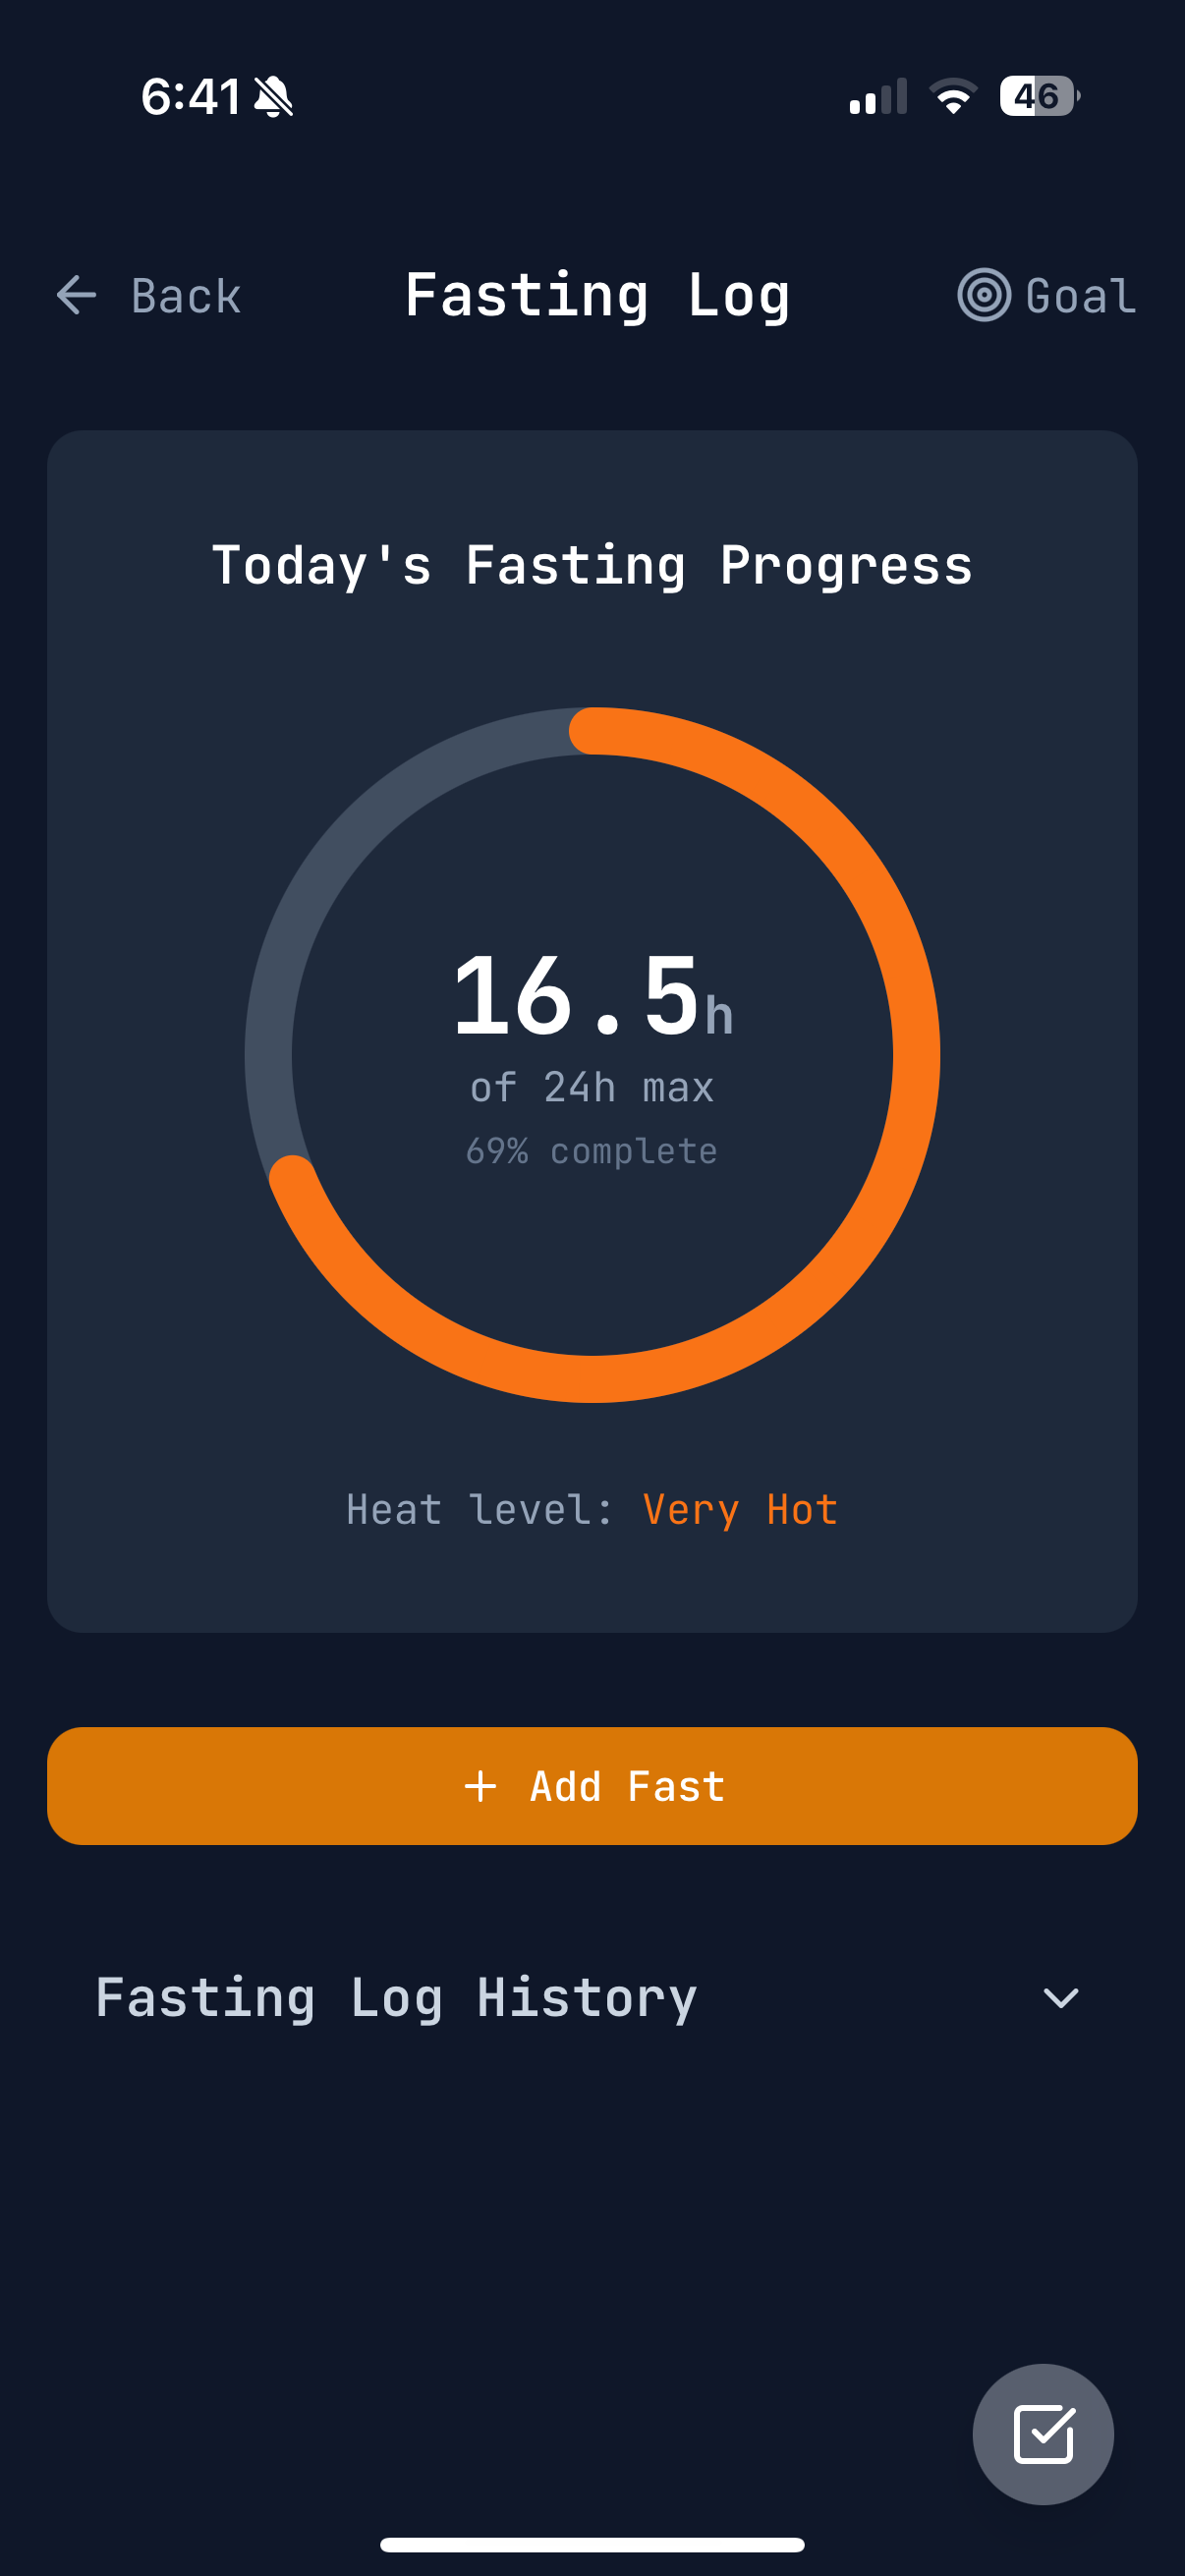 6:41
46
Back
Fasting Log
Goal
Today's Fasting Progress
16.5h
of 24h max
69% complete
Heat level: Very Hot
+ Add Fast
Fasting Log History